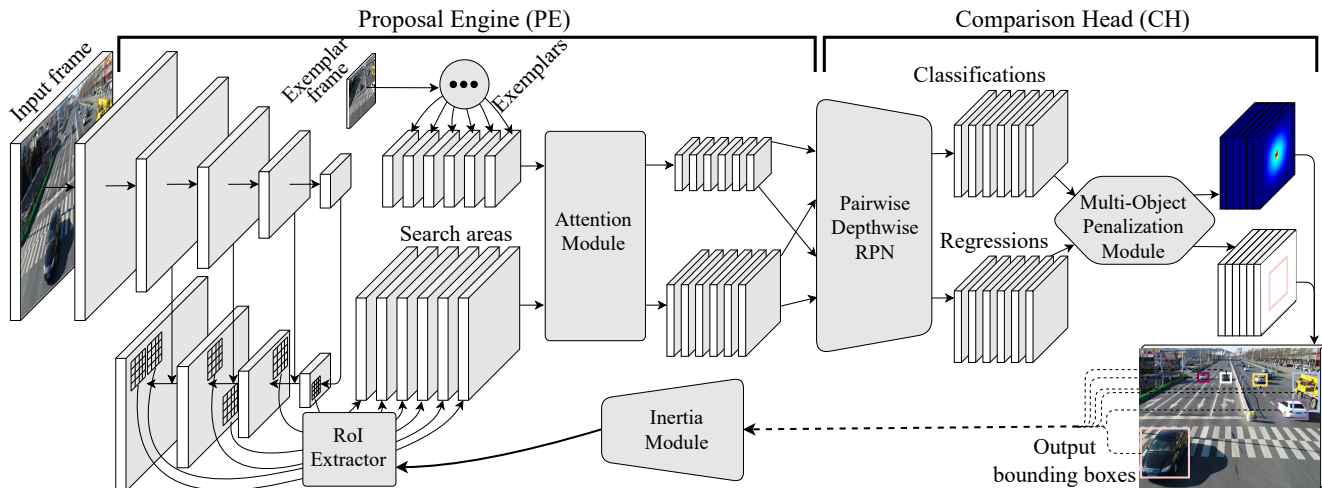 Proposal Engine (PE)
Comparison Head (CH)
Input frame
Exemplar
frame
Exemplars
Classifications
Attention
Module
Pairwise
Depthwise
RPN
Multi-Object
Penalization
Module
Search areas
Regressions
RoI
Extractor
Inertia
Module
Output
bounding boxes